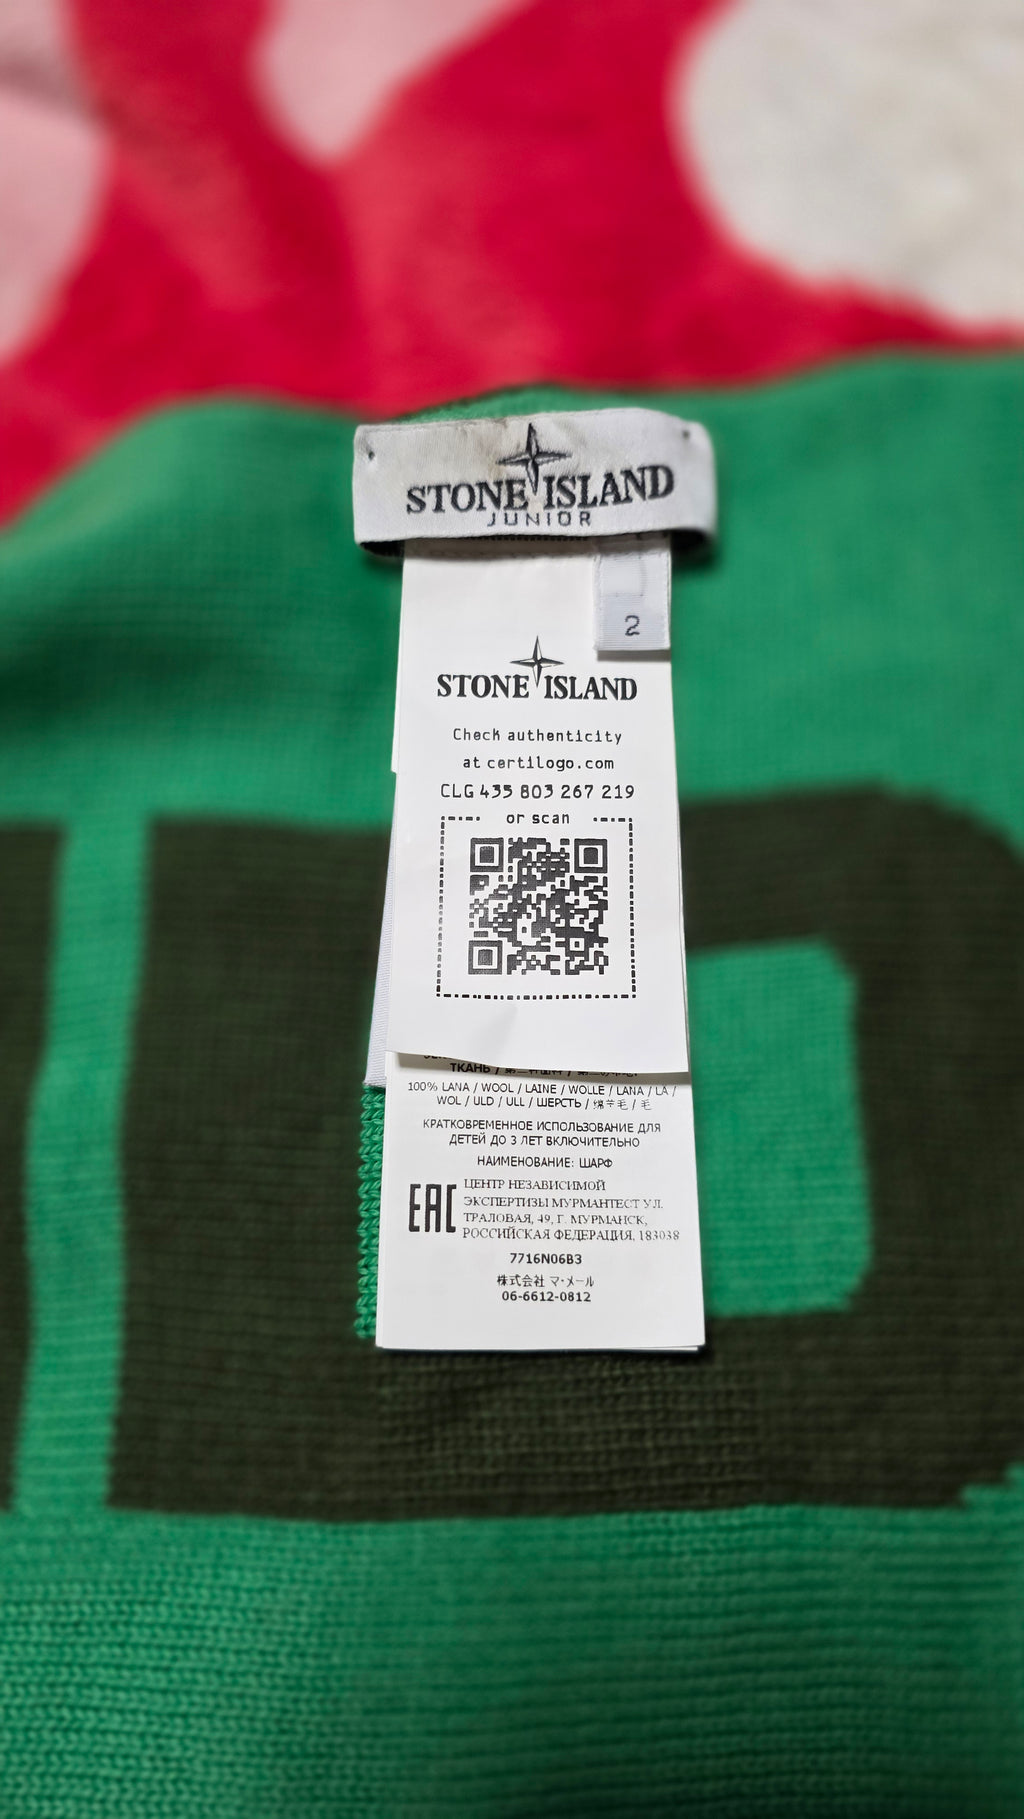 STONE ISLAND
JUNIOR
2
STONE ISLAND
Check authenticity
at certilogo.com
CLG 435 803 267 219
or scan
ТКАНЬ /
100% LANA / WOOL / LAINE / WOLLE / LANA / LA /
WOL / ULD / ULL / ШЕРСТЬ / 绵羊毛 / 毛
КРАТКОВРЕМЕННОЕ ИСПОЛЬЗОВАНИЕ ДЛЯ
ДЕТЕЙ ДО 3 ЛЕТ ВКЛЮЧИТЕЛЬНО
НАИМЕНОВАНИЕ: ШАРФ
EAC
ЦЕНТР НЕЗАВИСИМОЙ
ЭКСПЕРТИЗЫ МУРМАНТЕСТ УЛ.
ТРАЛОВАЯ, 49, Г. МУРМАНСК,
РОССИЙСКАЯ ФЕДЕРАЦИЯ, 183038
7716N06B3
株式会社 マ・メール
06-6612-0812